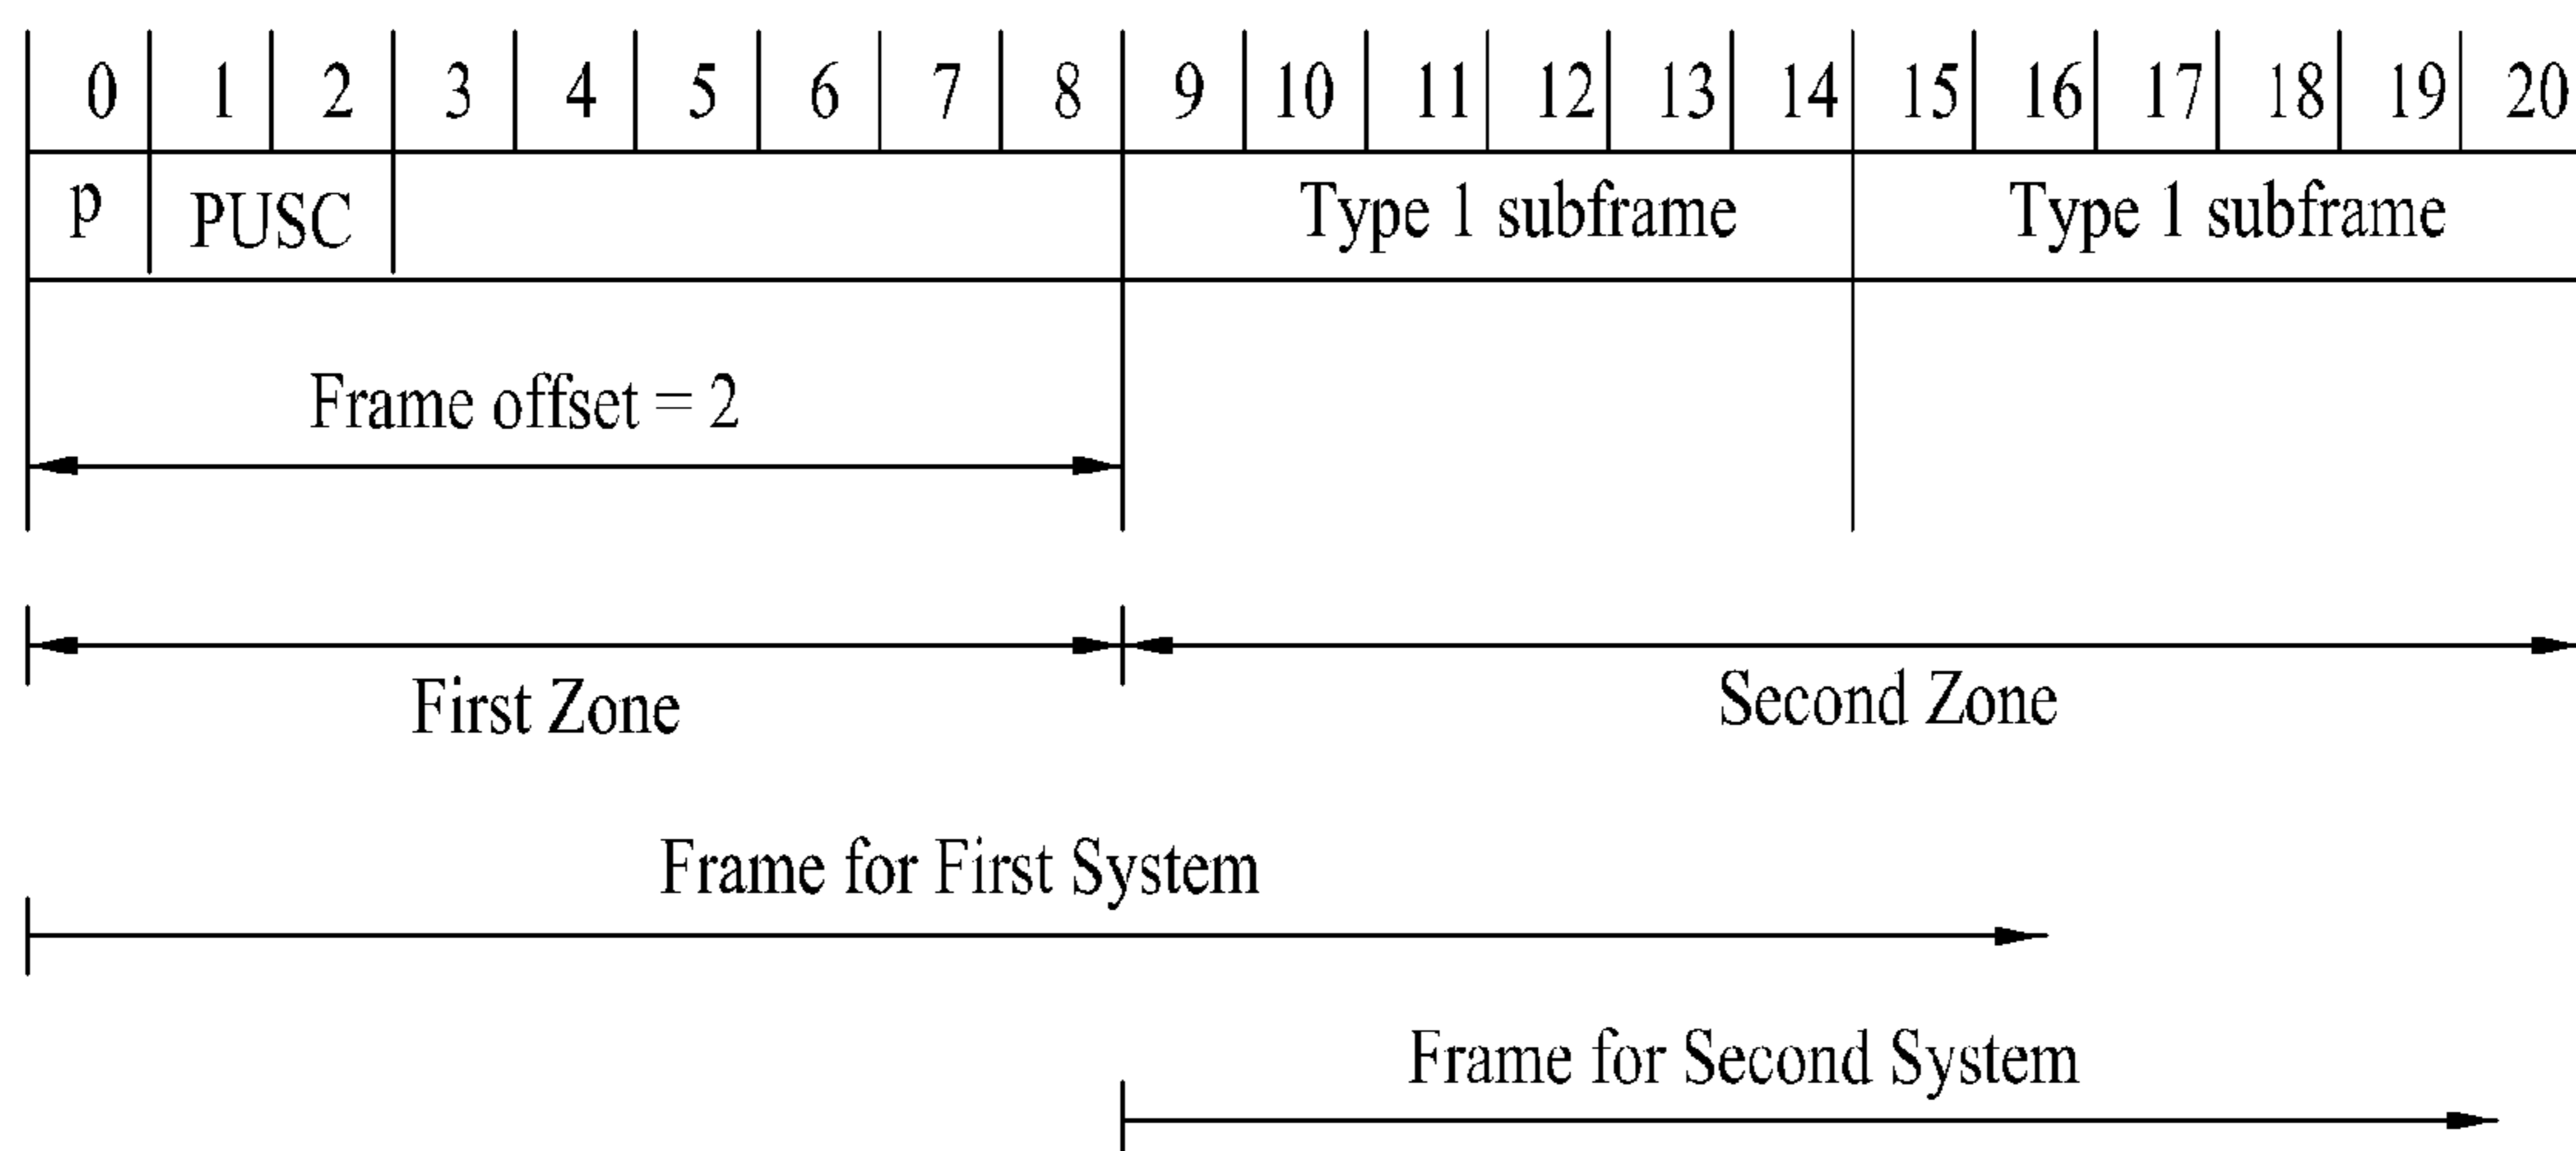 0 1 2 3 4 5 6 7 8 9 10 11 12 13 14 15 16 17 18 19 20
p PUSC Type 1 subframe Type 1 subframe
Frame offset = 2
First Zone Second Zone
Frame for First System
Frame for Second System